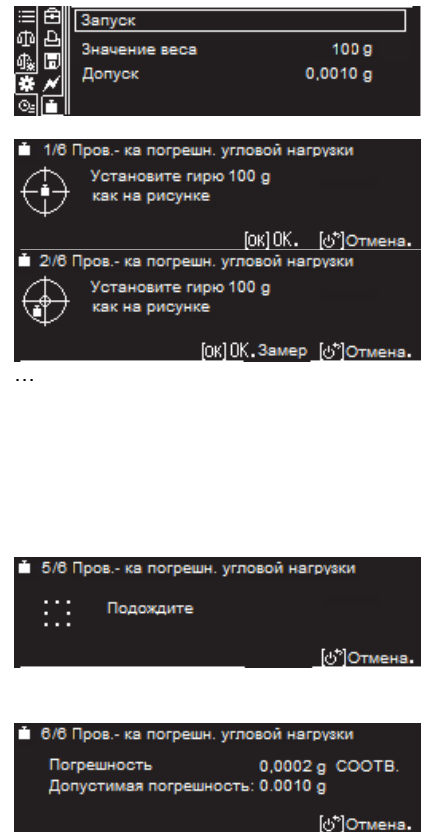 Запуск
Значение веса 100 g
Допуск 0,0010 g
1/6 Пров.- ка погрешн. угловой нагрузки
Установите гирю 100 g
как на рисунке
[OK] OK. [⏻]Отмена.
2/6 Пров.- ка погрешн. угловой нагрузки
Установите гирю 100 g
как на рисунке
[OK] OK.Замер [⏻]Отмена.
...
5/6 Пров.- ка погрешн. угловой нагрузки
Подождите
[⏻]Отмена.
6/6 Пров.- ка погрешн. угловой нагрузки
Погрешность 0,0002 g СООТВ.
Допустимая погрешность: 0.0010 g
[⏻]Отмена.